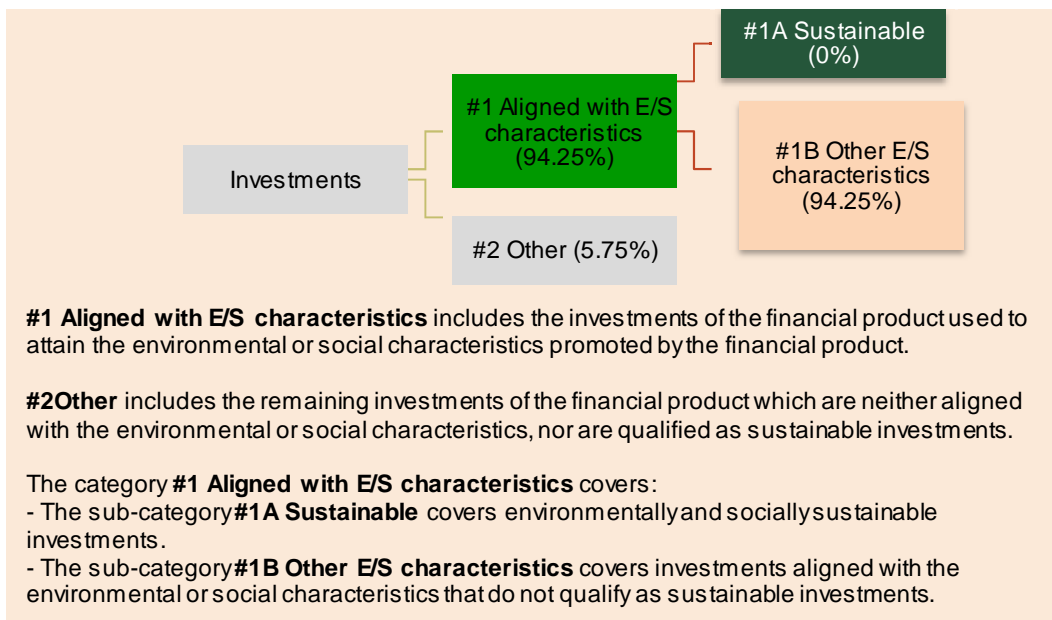 #1A Sustainable
(0%)
#1 Aligned with E/S
characteristics
(94.25%)
#1B Other E/S
characteristics
(94.25%)
Investments
#2 Other (5.75%)
#1 Aligned with E/S characteristics includes the investments of the financial product used to
attain the environmental or social characteristics promoted by the financial product.
#2Other includes the remaining investments of the financial product which are neither aligned
with the environmental or social characteristics, nor are qualified as sustainable investments.
The category #1 Aligned with E/S characteristics covers:
- The sub-category #1A Sustainable covers environmentally and socially sustainable
investments.
- The sub-category #1B Other E/S characteristics covers investments aligned with the
environmental or social characteristics that do not qualify as sustainable investments.